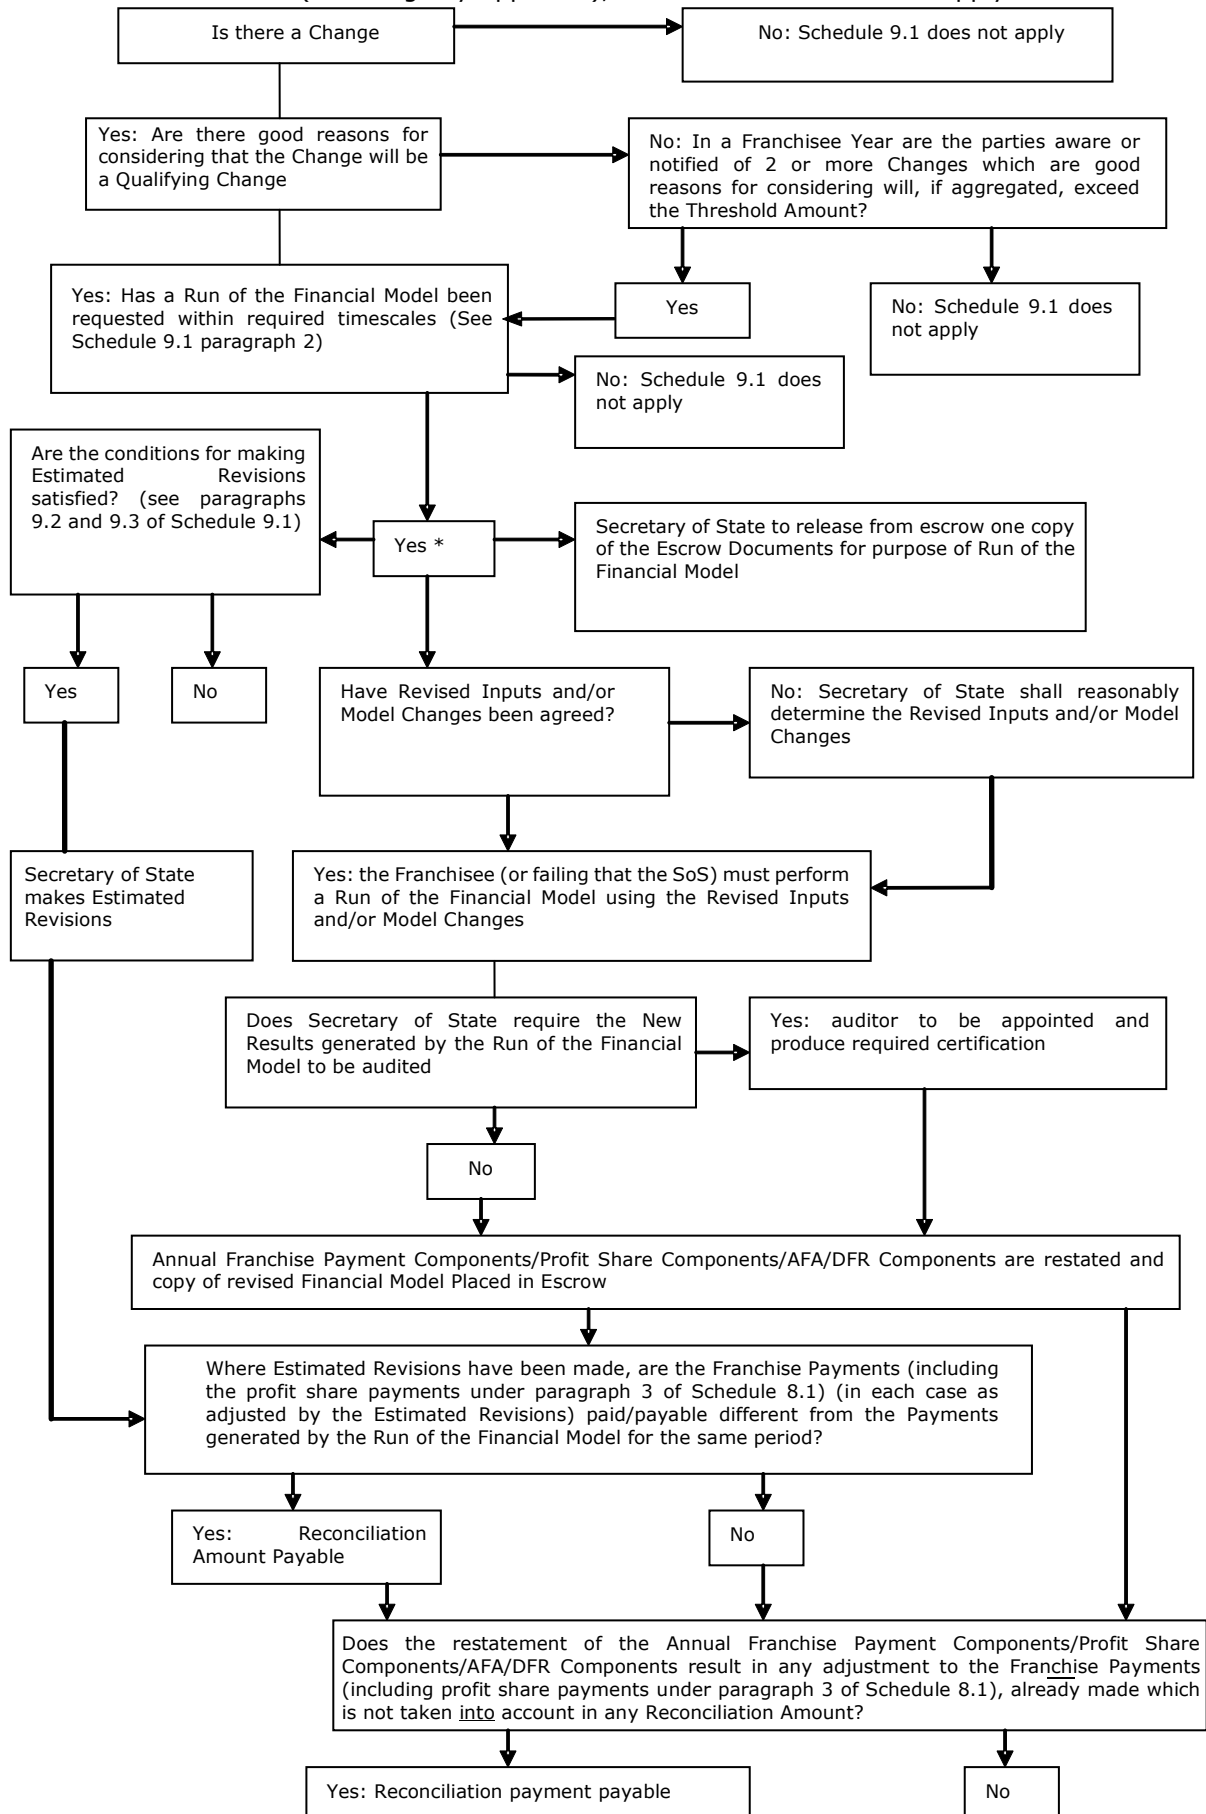 Is there a Change
No: Schedule 9.1 does not apply
Yes: Are there good reasons for
considering that the Change will be
a Qualifying Change
No: In a Franchisee Year are the parties aware or
notified of 2 or more Changes which are good
reasons for considering will, if aggregated, exceed
the Threshold Amount?
Yes: Has a Run of the Financial Model been
requested within required timescales (See
Schedule 9.1 paragraph 2)
Yes
No: Schedule 9.1 does
not apply
No: Schedule 9.1 does
not apply
Are the conditions for making
Estimated Revisions
satisfied? (see paragraphs
9.2 and 9.3 of Schedule 9.1)
Yes *
Secretary of State to release from escrow one copy
of the Escrow Documents for purpose of Run of the
Financial Model
Yes
No
Have Revised Inputs and/or
Model Changes been agreed?
No: Secretary of State shall reasonably
determine the Revised Inputs and/or Model
Changes
Secretary of State
makes Estimated
Revisions
Yes: the Franchisee (or failing that the SoS) must perform
a Run of the Financial Model using the Revised Inputs
and/or Model Changes
Does Secretary of State require the New
Results generated by the Run of the Financial
Model to be audited
Yes: auditor to be appointed and
produce required certification
No
Annual Franchise Payment Components/Profit Share Components/AFA/DFR Components are restated and
copy of revised Financial Model Placed in Escrow
Where Estimated Revisions have been made, are the Franchise Payments (including
the profit share payments under paragraph 3 of Schedule 8.1) (in each case as
adjusted by the Estimated Revisions) paid/payable different from the Payments
generated by the Run of the Financial Model for the same period?
Yes: Reconciliation
Amount Payable
No
Does the restatement of the Annual Franchise Payment Components/Profit Share
Components/AFA/DFR Components result in any adjustment to the Franchise Payments
(including profit share payments under paragraph 3 of Schedule 8.1), already made which
is not taken into account in any Reconciliation Amount?
Yes: Reconciliation payment payable
No